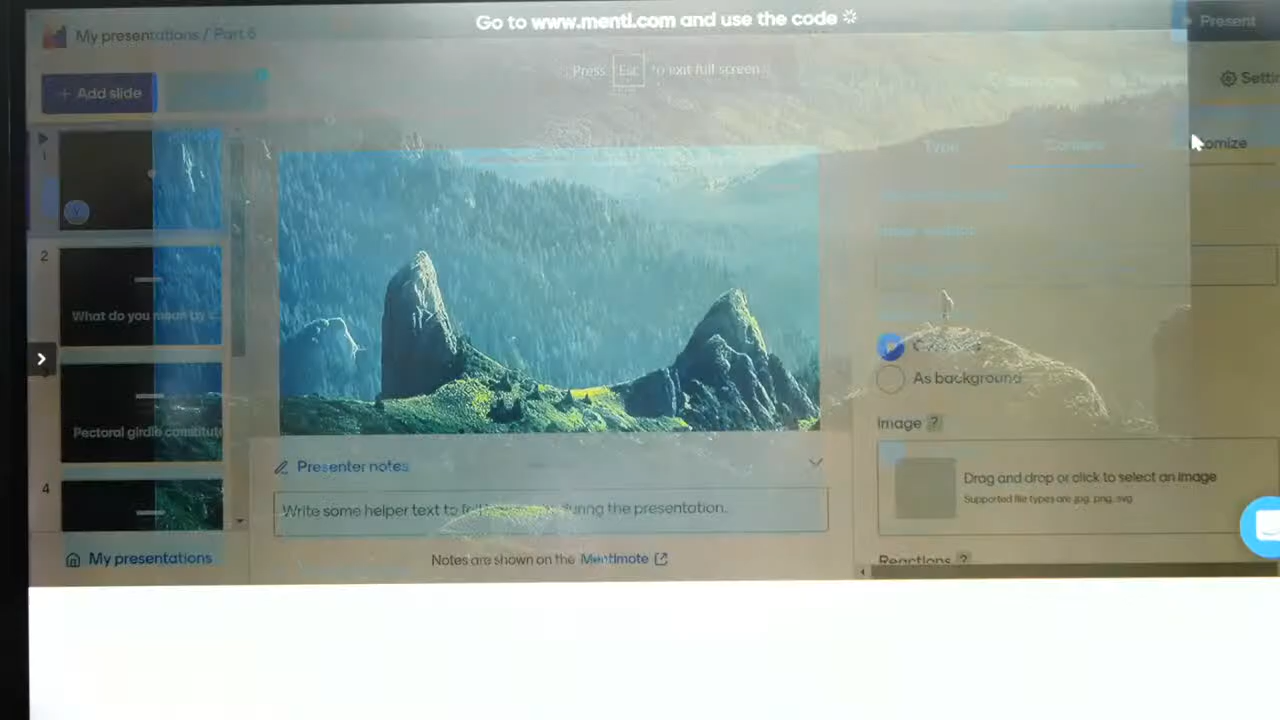 Go to www.menti.com and use the code
My presentations / Part 6
Present
Press Esc to exit full screen
+ Add slide
1
Type
Content
2
What do you mean by
As background
Image ?
Pectoral girdle constitut
Presenter notes
Drag and drop or click to select an image
Supported file types are jpg, png, svg
4
Write some helper text to during the presentation.
My presentations
Notes are shown on the Mentimote
Reactions ?